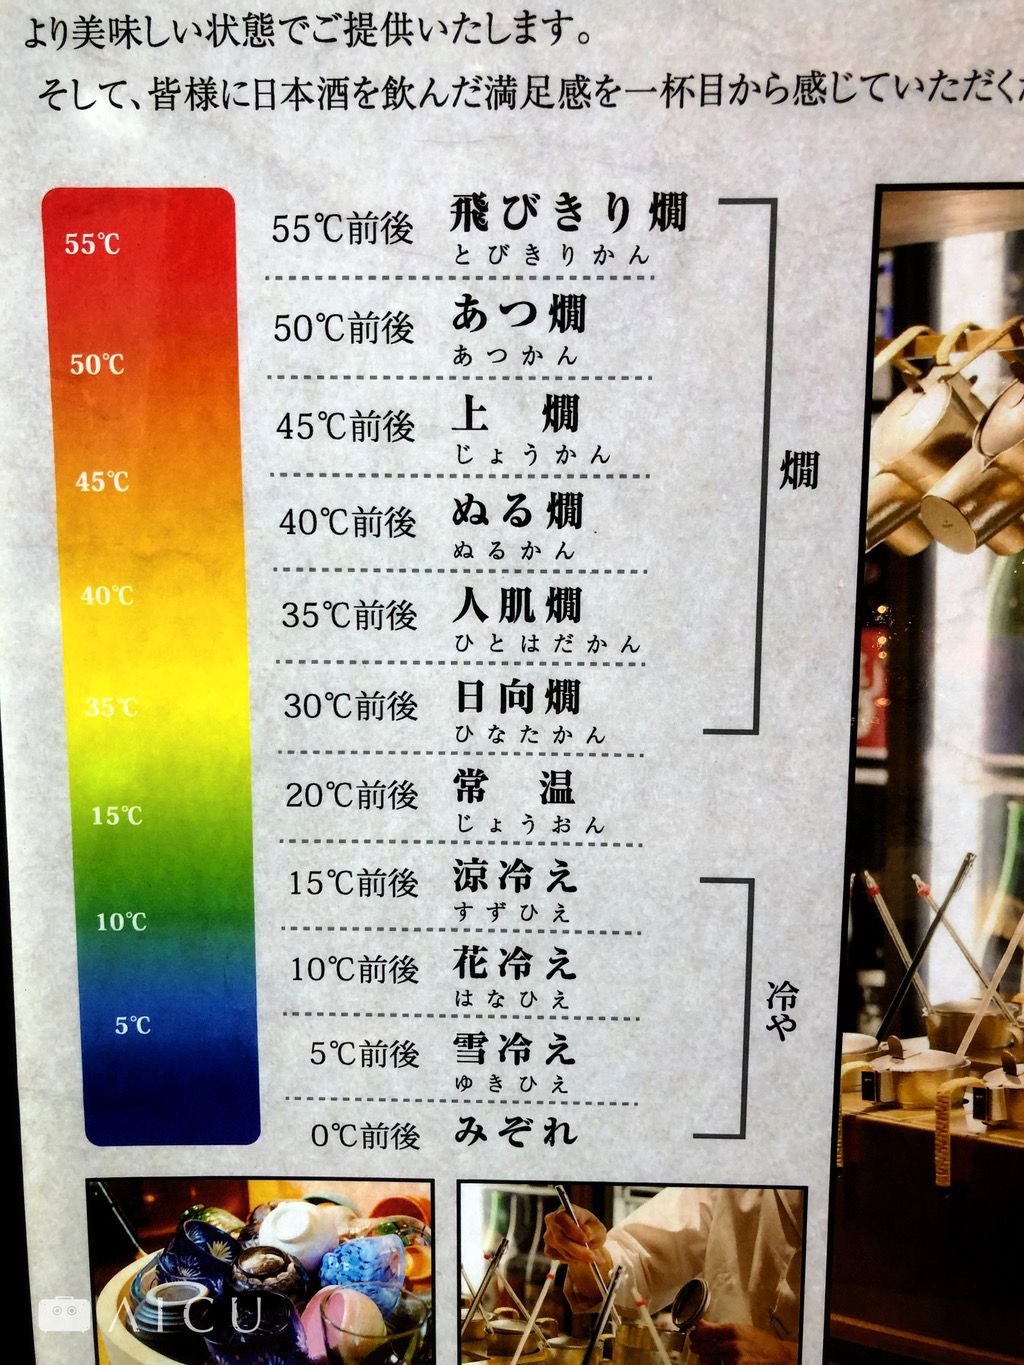 より美味しい状態でご提供いたします。
そして、皆様に日本酒を飲んだ満足感を一杯目から感じていただく
55℃
50℃
45℃
40℃
35℃
15℃
10℃
5℃
55℃前後 飛びきり燗
とびきりかん
50℃前後 あつ燗
あつかん
45℃前後 上 燗
じょうかん
40℃前後 ぬる燗
ぬるかん
35℃前後 人肌燗
ひとはだかん
30℃前後 日向燗
ひなたかん
燗
20℃前後 常 温
じょうおん
15℃前後 涼冷え
すずひえ
10℃前後 花冷え
はなひえ
5℃前後 雪冷え
ゆきひえ
0℃前後 みぞれ
冷や
AICU